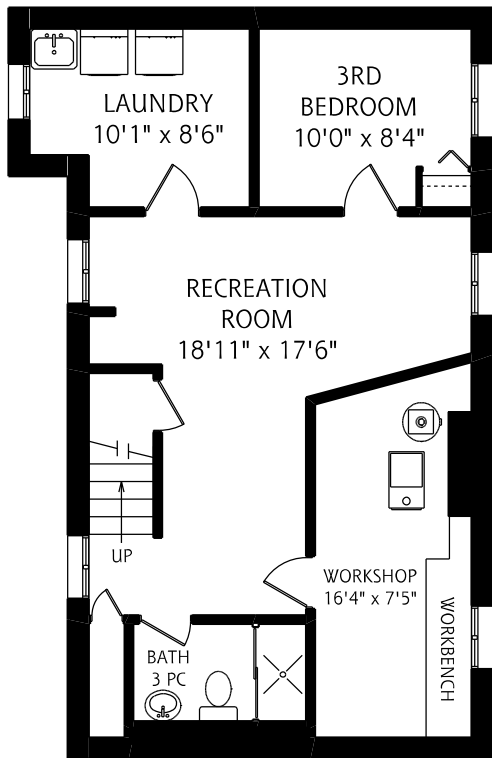 LAUNDRY
10'1" x 8'6"
3RD
BEDROOM
10'0" x 8'4"
RECREATION
ROOM
18'11" x 17'6"
UP
WORKSHOP
16'4" x 7'5"
WORKBENCH
BATH
3 PC